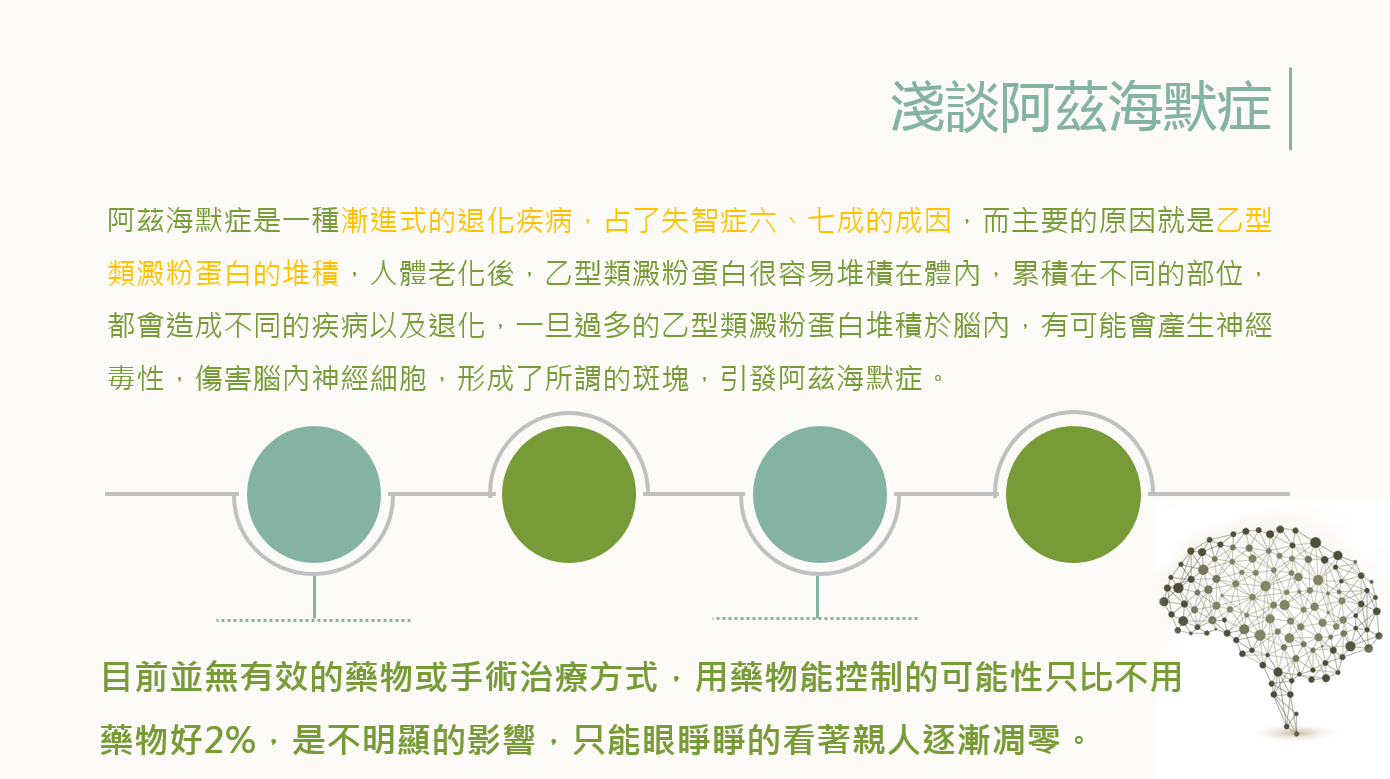 淺談阿茲海默症
阿茲海默症是一種漸進式的退化疾病，占了失智症六、七成的成因，而主要的原因就是乙型
類澱粉蛋白的堆積，人體老化後，乙型類澱粉蛋白很容易堆積在體內，累積在不同的部位，
都會造成不同的疾病以及退化，一旦過多的乙型類澱粉蛋白堆積於腦內，有可能會產生神經
毒性，傷害腦內神經細胞，形成了所謂的斑塊，引發阿茲海默症。
目前並無有效的藥物或手術治療方式，用藥物能控制的可能性只比不用
藥物好2%，是不明顯的影響，只能眼睜睜的看著親人逐漸凋零。